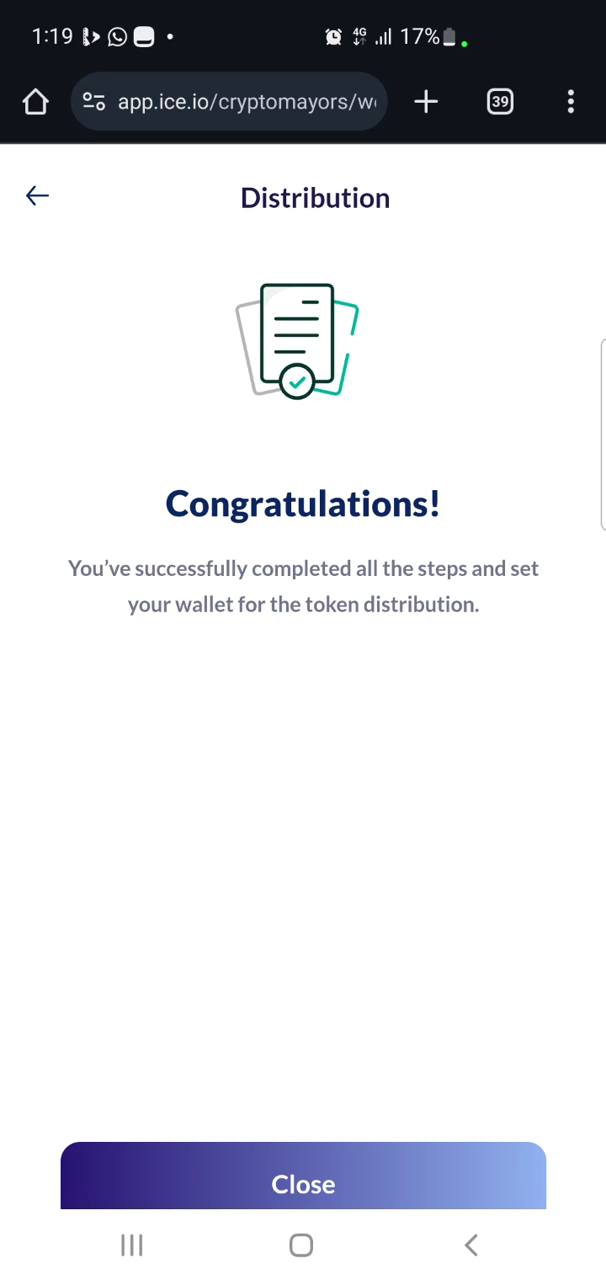 1:19 4G 17%
app.ice.io/cryptomayors/w
39
Distribution
Congratulations!
You've successfully completed all the steps and set
your wallet for the token distribution.
Close